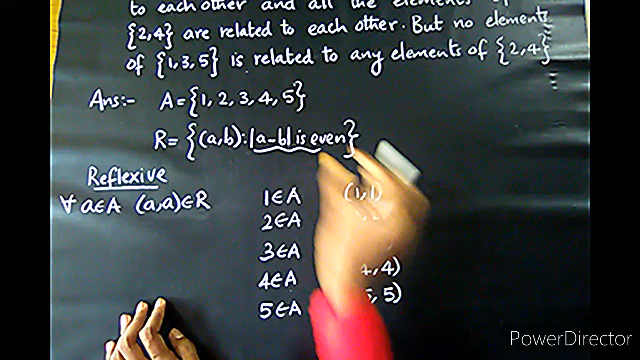 to each other and all the elements
{2,4} are related to each other. But no element
of {1,3,5} is related to any elements of {2,4}
Ans:- A={1,2,3,4,5}
R={(a,b):|a-b| is even}
Reflexive
∀ a∈A (a,a)∈R
1∈A (1,1)
2∈A
3∈A
4∈A , 4)
5∈A , 5)
PowerDirector